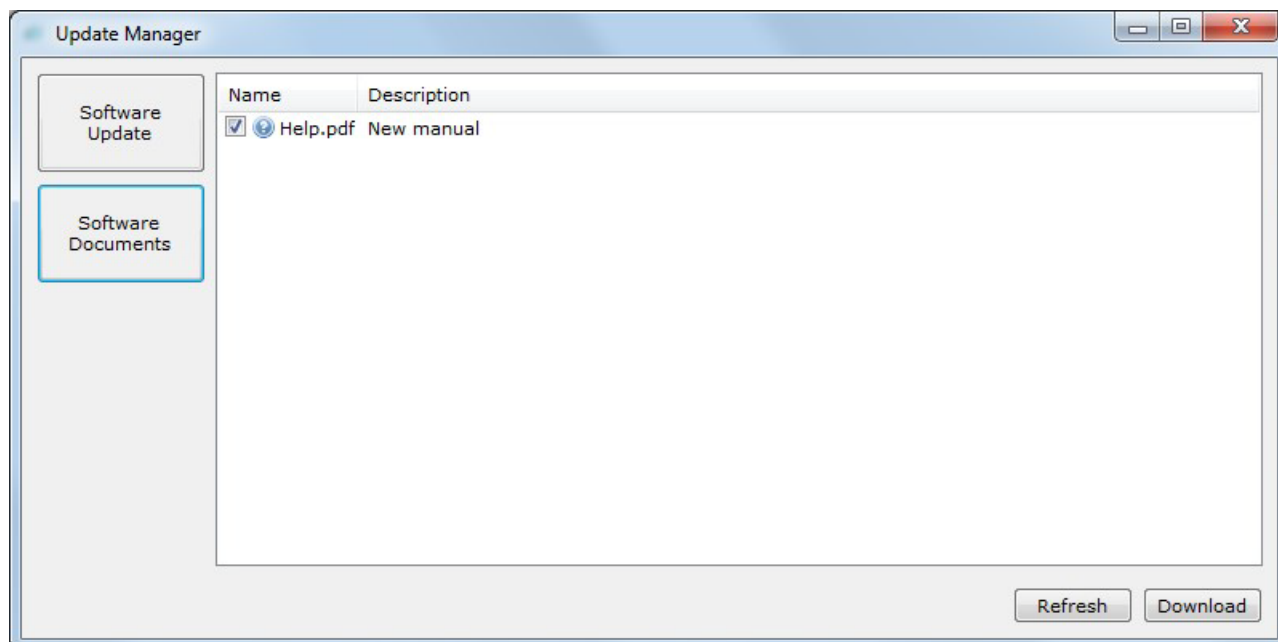 Update Manager
Software
Update
Software
Documents
Name Description
Help.pdf New manual
Refresh Download